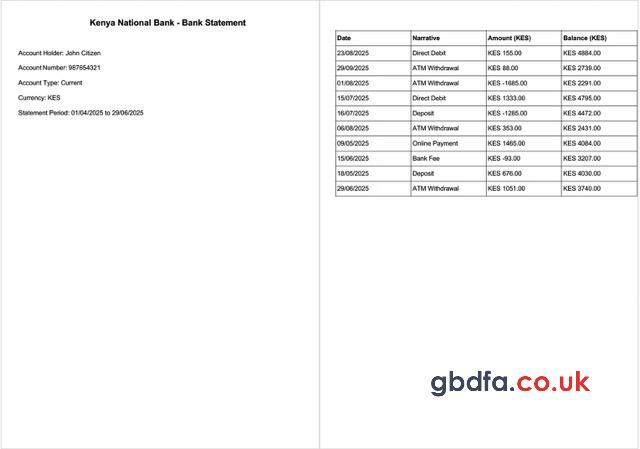 Kenya National Bank - Bank Statement
Account Holder: John Citizen
Account Number: 987654321
Account Type: Current
Currency: KES
Statement Period: 01/04/2025 to 29/06/2025
Date Narrative Amount (KES) Balance (KES)
23/08/2025 Direct Debit KES 155.00 KES 4884.00
29/09/2025 ATM Withdrawal KES 88.00 KES 2739.00
01/08/2025 ATM Withdrawal KES -1685.00 KES 2291.00
15/07/2025 Direct Debit KES 1333.00 KES 4795.00
16/07/2025 Deposit KES -1285.00 KES 4472.00
06/08/2025 ATM Withdrawal KES 353.00 KES 2431.00
09/05/2025 Online Payment KES 1465.00 KES 4084.00
15/06/2025 Bank Fee KES -93.00 KES 3207.00
18/05/2025 Deposit KES 676.00 KES 4030.00
29/06/2025 ATM Withdrawal KES 1051.00 KES 3740.00
gbdfa.co.uk